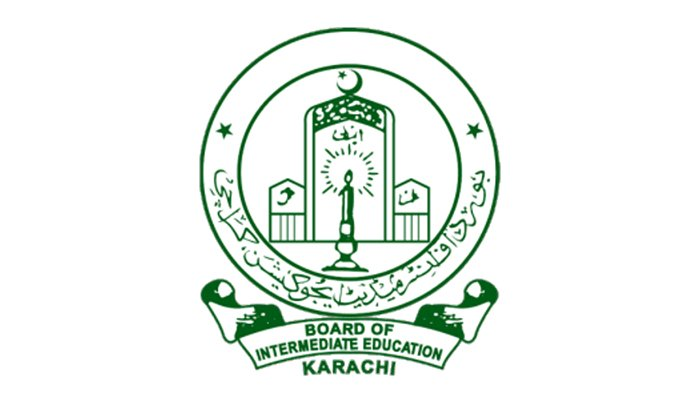 بورڈ آف انٹرمیڈیٹ ایجوکیشن، کراچی
BOARD OF
INTERMEDIATE EDUCATION
KARACHI